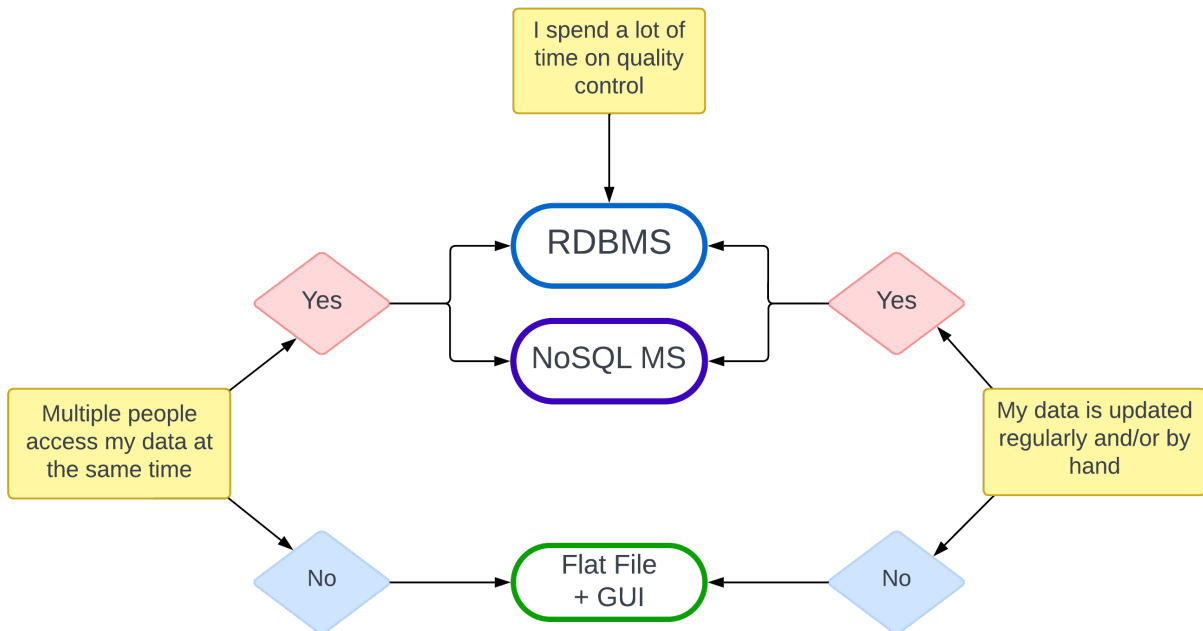 I spend a lot of
time on quality
control
RDBMS
Yes
Yes
NoSQL MS
Multiple people
access my data at
the same time
My data is updated
regularly and/or by
hand
No
Flat File
+ GUI
No